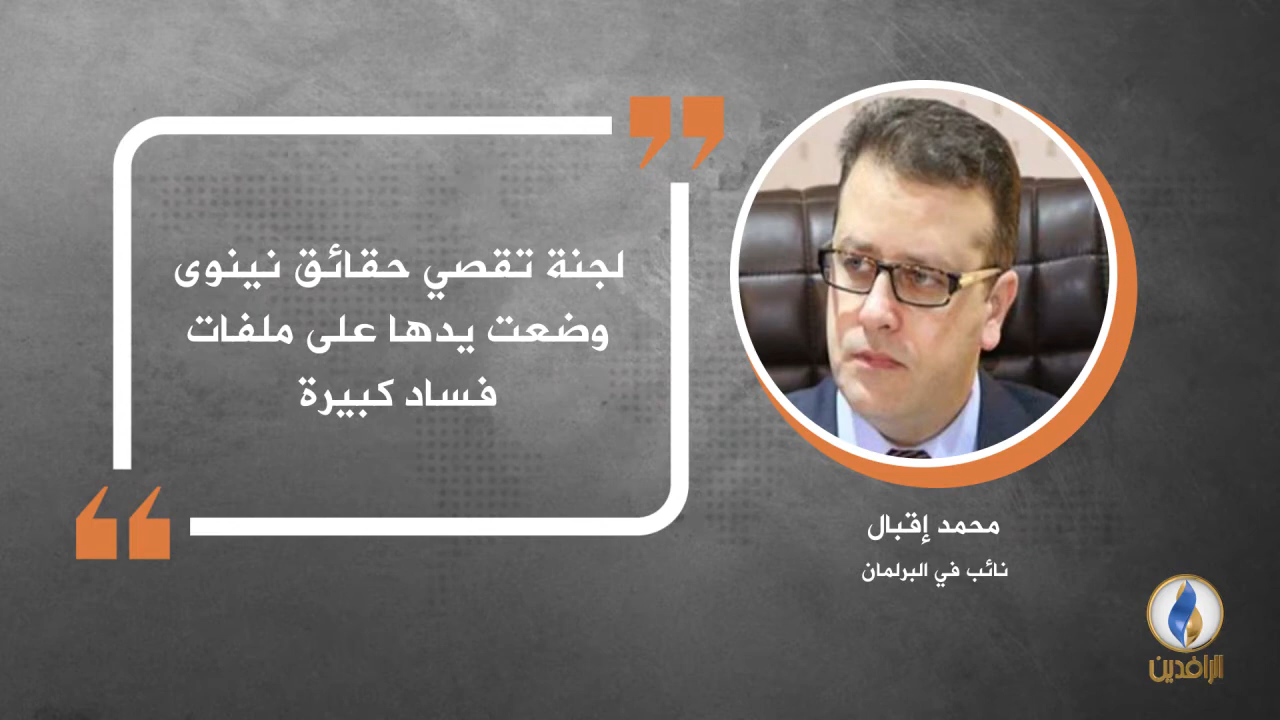 لجنة تقصي حقائق نينوى
وضعت يدها على ملفات
فساد كبيرة
محمد إقبال
نائب في البرلمان
الرافدين